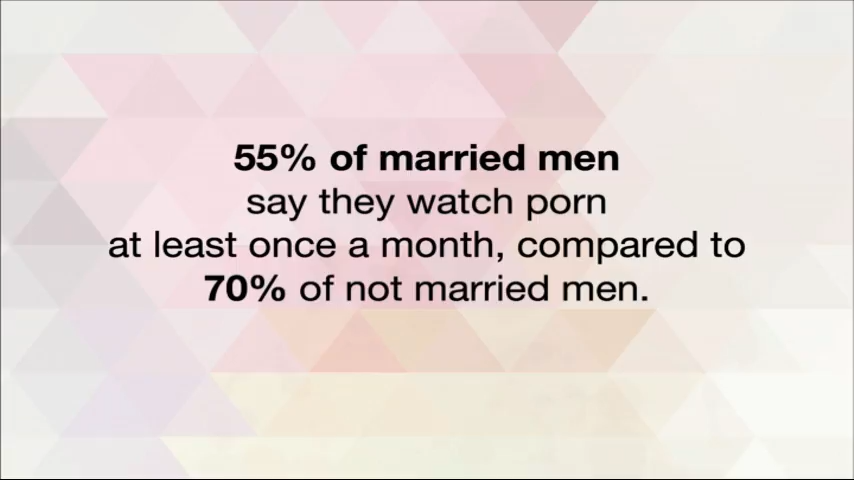 55% of married men
say they watch porn
at least once a month, compared to
70% of not married men.